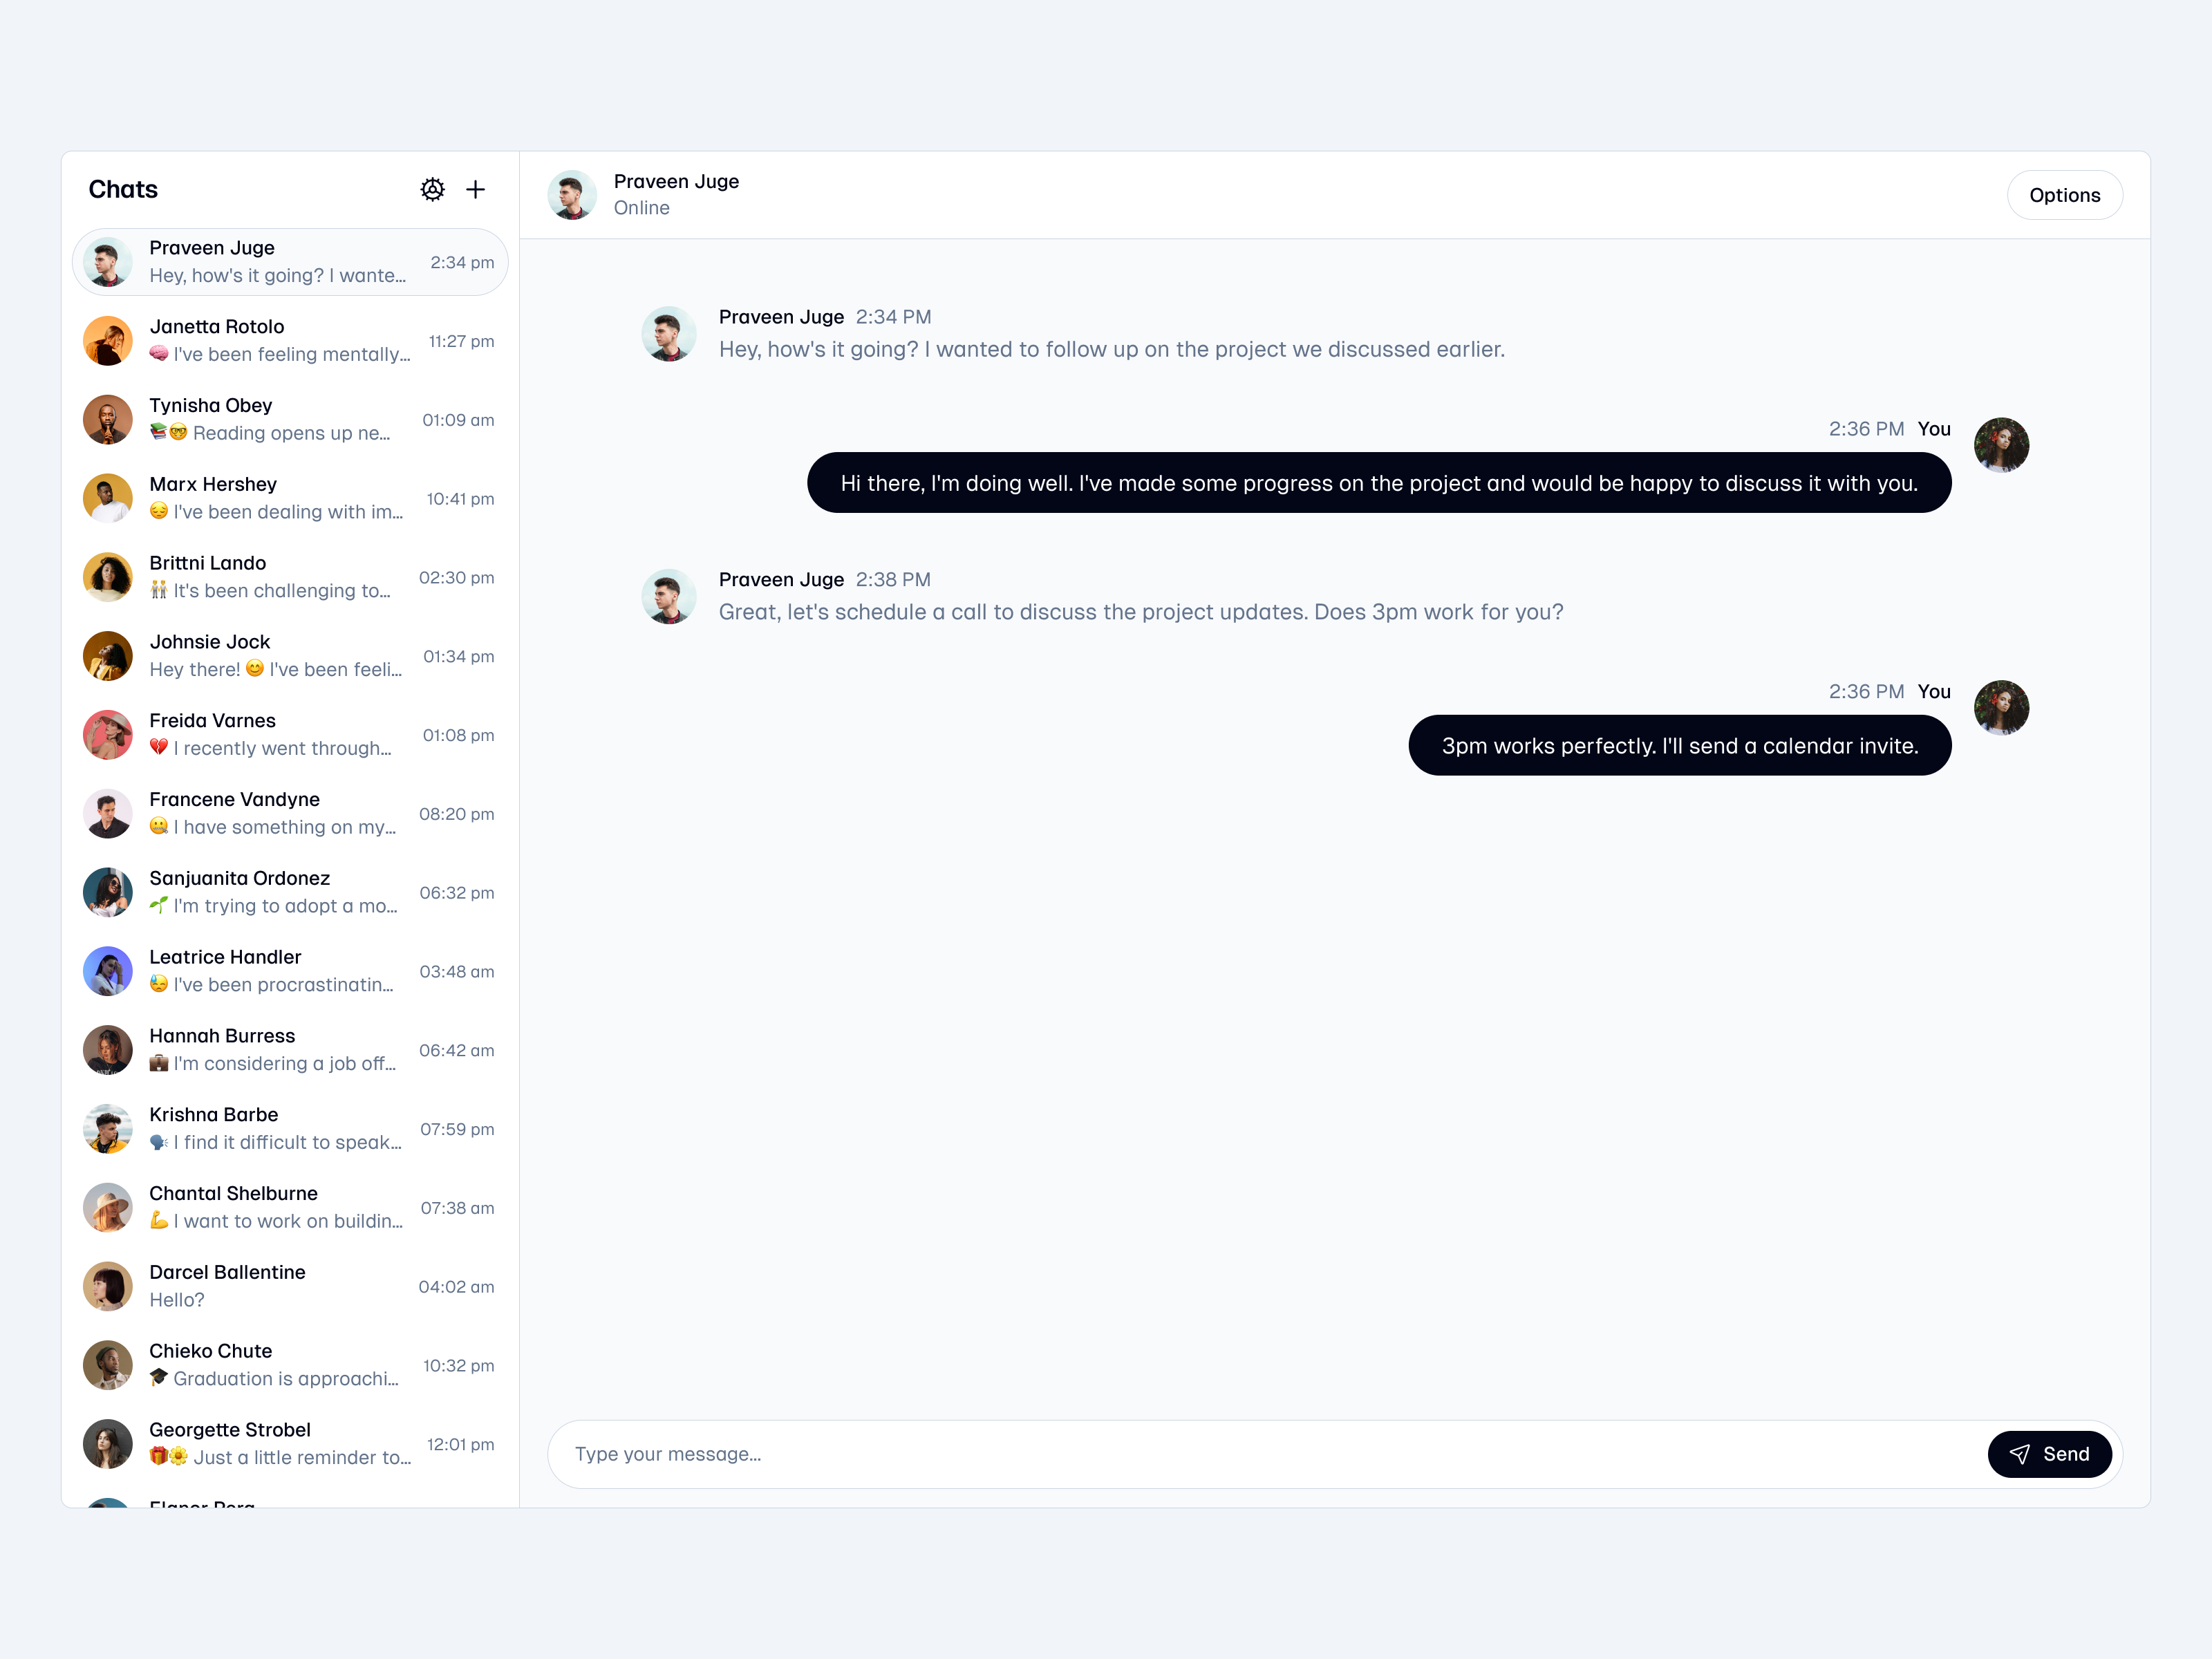 Chats
Praveen Juge
Hey, how's it going? I wante...
2:34 pm
Janetta Rotolo
🧠 I've been feeling mentally...
11:27 pm
Tynisha Obey
📚🤓 Reading opens up ne...
01:09 am
Marx Hershey
😔 I've been dealing with im...
10:41 pm
Brittni Lando
👫 It's been challenging to...
02:30 pm
Johnsie Jock
Hey there! 😊 I've been feeli...
01:34 pm
Freida Varnes
💔 I recently went through...
01:08 pm
Francene Vandyne
🤐 I have something on my...
08:20 pm
Sanjuanita Ordonez
🌱 I'm trying to adopt a mo...
06:32 pm
Leatrice Handler
😓 I've been procrastinatin...
03:48 am
Hannah Burress
💼 I'm considering a job off...
06:42 am
Krishna Barbe
🗣️ I find it difficult to speak...
07:59 pm
Chantal Shelburne
💪 I want to work on buildin...
07:38 am
Darcel Ballentine
Hello?
04:02 am
Chieko Chute
🎓 Graduation is approachi...
10:32 pm
Georgette Strobel
🎁🌼 Just a little reminder to...
12:01 pm
Praveen Juge
Online
Options
Praveen Juge 2:34 PM
Hey, how's it going? I wanted to follow up on the project we discussed earlier.
2:36 PM You
Hi there, I'm doing well. I've made some progress on the project and would be happy to discuss it with you.
Praveen Juge 2:38 PM
Great, let's schedule a call to discuss the project updates. Does 3pm work for you?
2:36 PM You
3pm works perfectly. I'll send a calendar invite.
Type your message...
Send